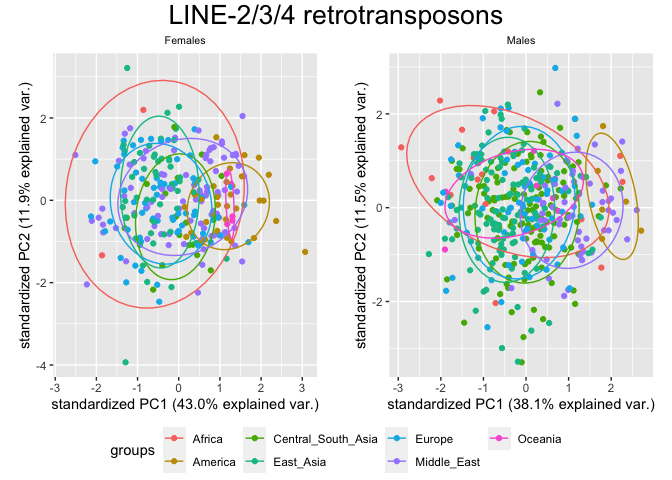 LINE-2/3/4 retrotransposons
Females
Males
standardized PC2 (11.9% explained var.)
2
0
-2
-4
-3
-2
-1
0
1
2
3
standardized PC1 (43.0% explained var.)
standardized PC2 (11.5% explained var.)
2
0
-2
-3
-2
-1
0
1
2
standardized PC1 (38.1% explained var.)
groups
Africa
Central_South_Asia
Europe
Oceania
America
East_Asia
Middle_East